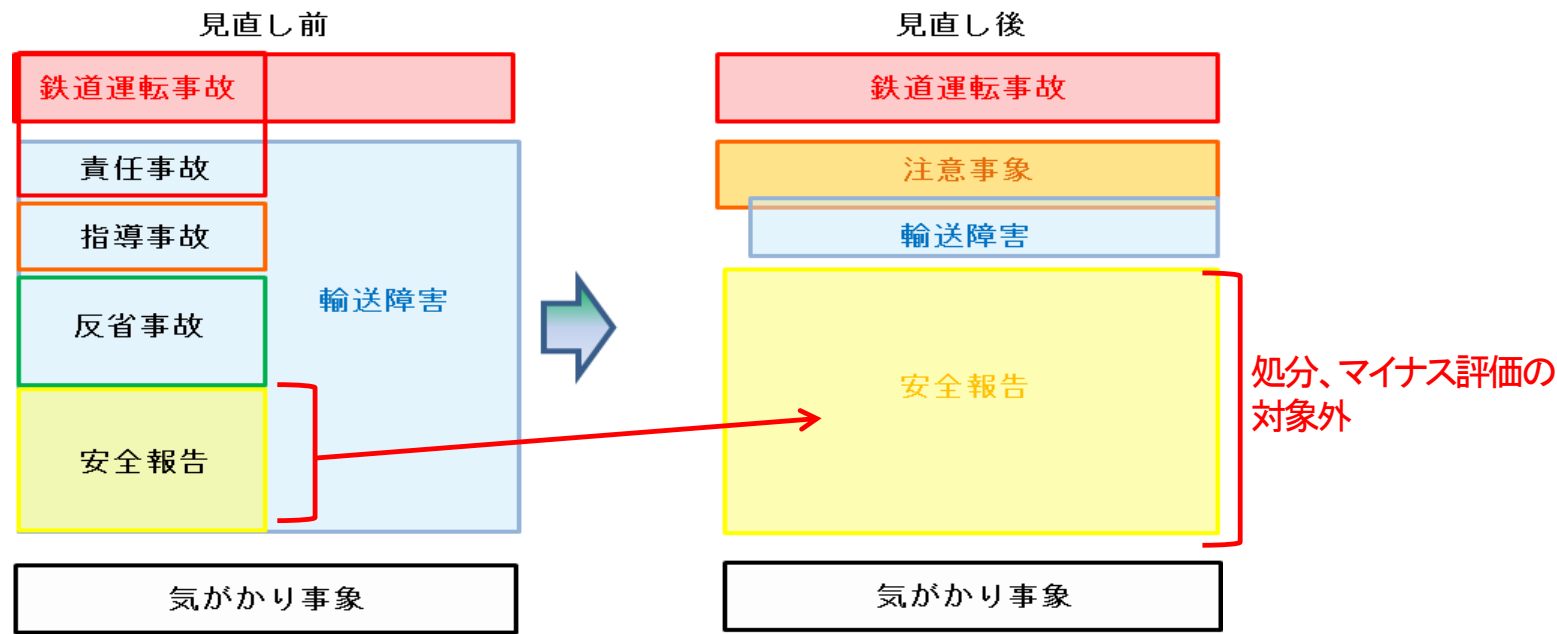 見直し前
鉄道運転事故
責任事故
指導事故
反省事故
輸送障害
安全報告
気がかり事象
見直し後
鉄道運転事故
注意事象
輸送障害
安全報告
処分、マイナス評価の
対象外
気がかり事象